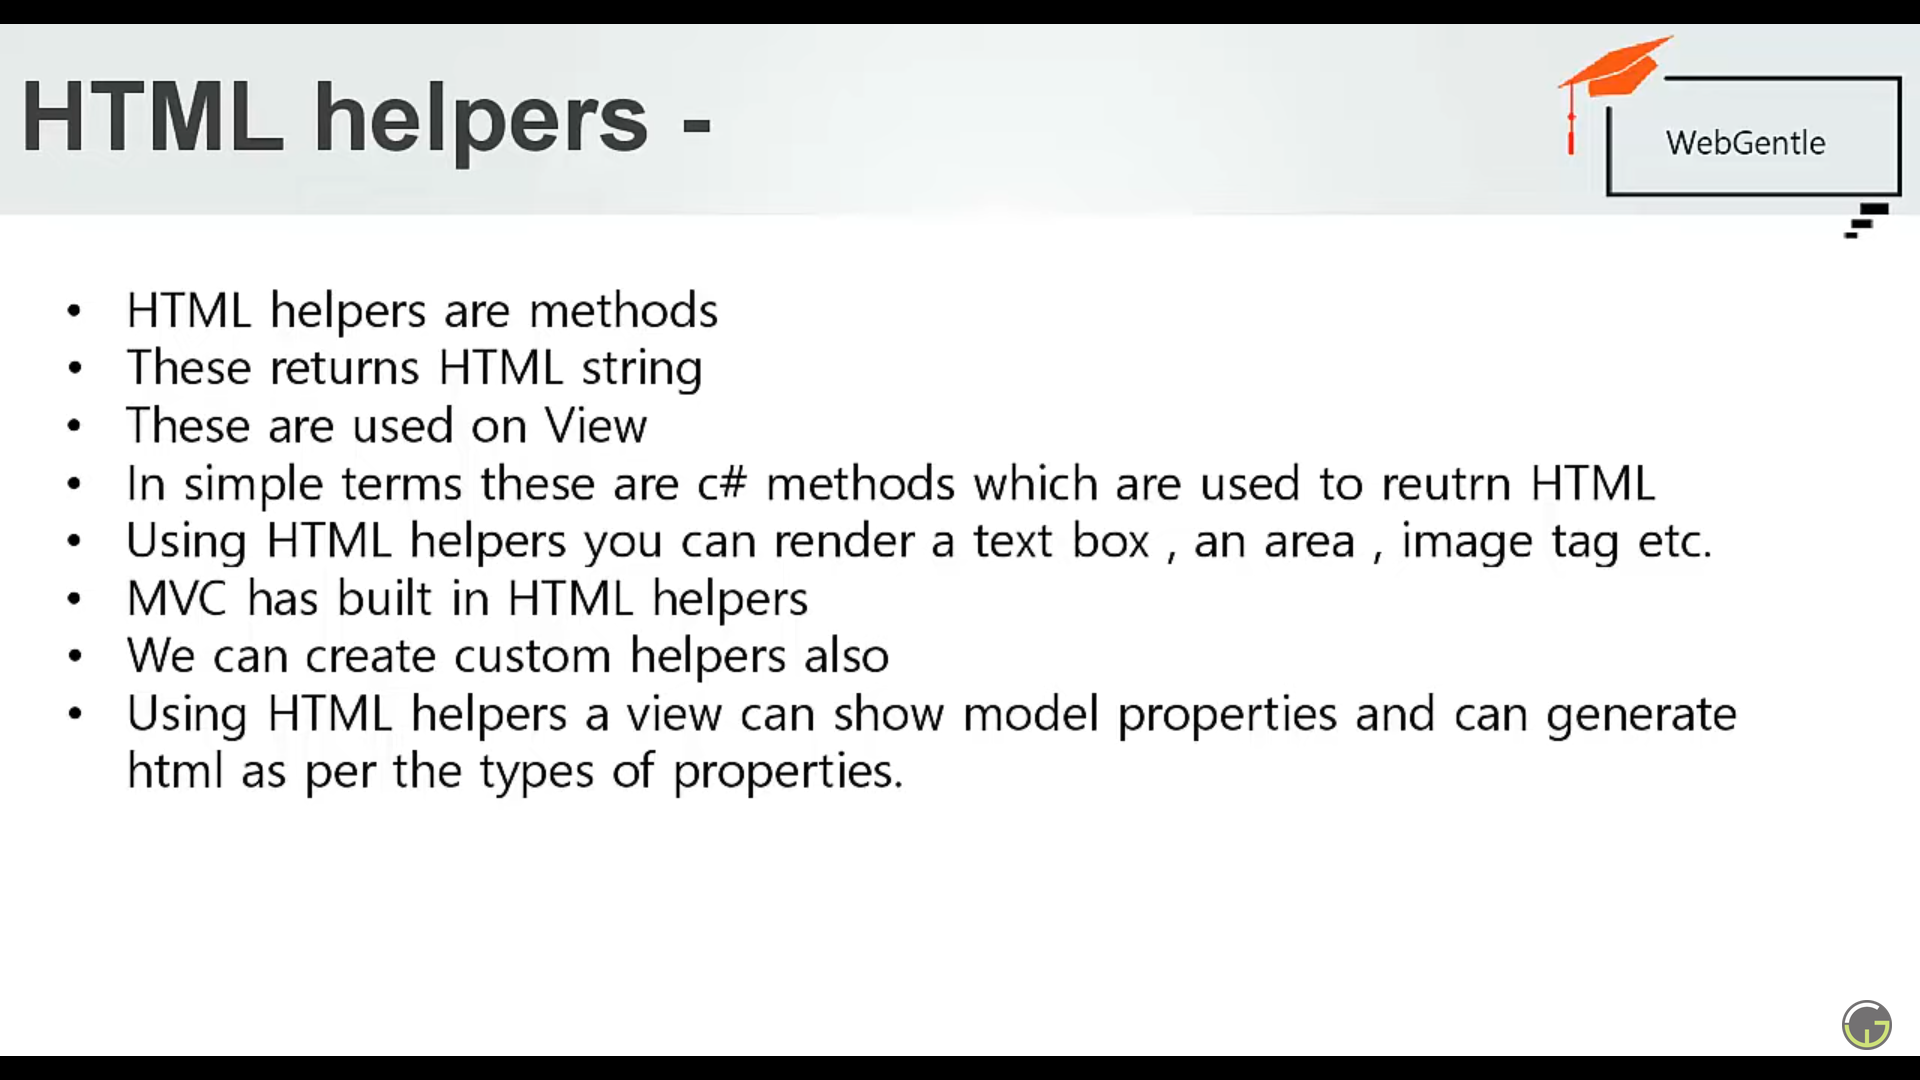 HTML helpers -
WebGentle
• HTML helpers are methods
• These returns HTML string
• These are used on View
• In simple terms these are c# methods which are used to reutrn HTML
• Using HTML helpers you can render a text box , an area , image tag etc.
• MVC has built in HTML helpers
• We can create custom helpers also
• Using HTML helpers a view can show model properties and can generate
html as per the types of properties.